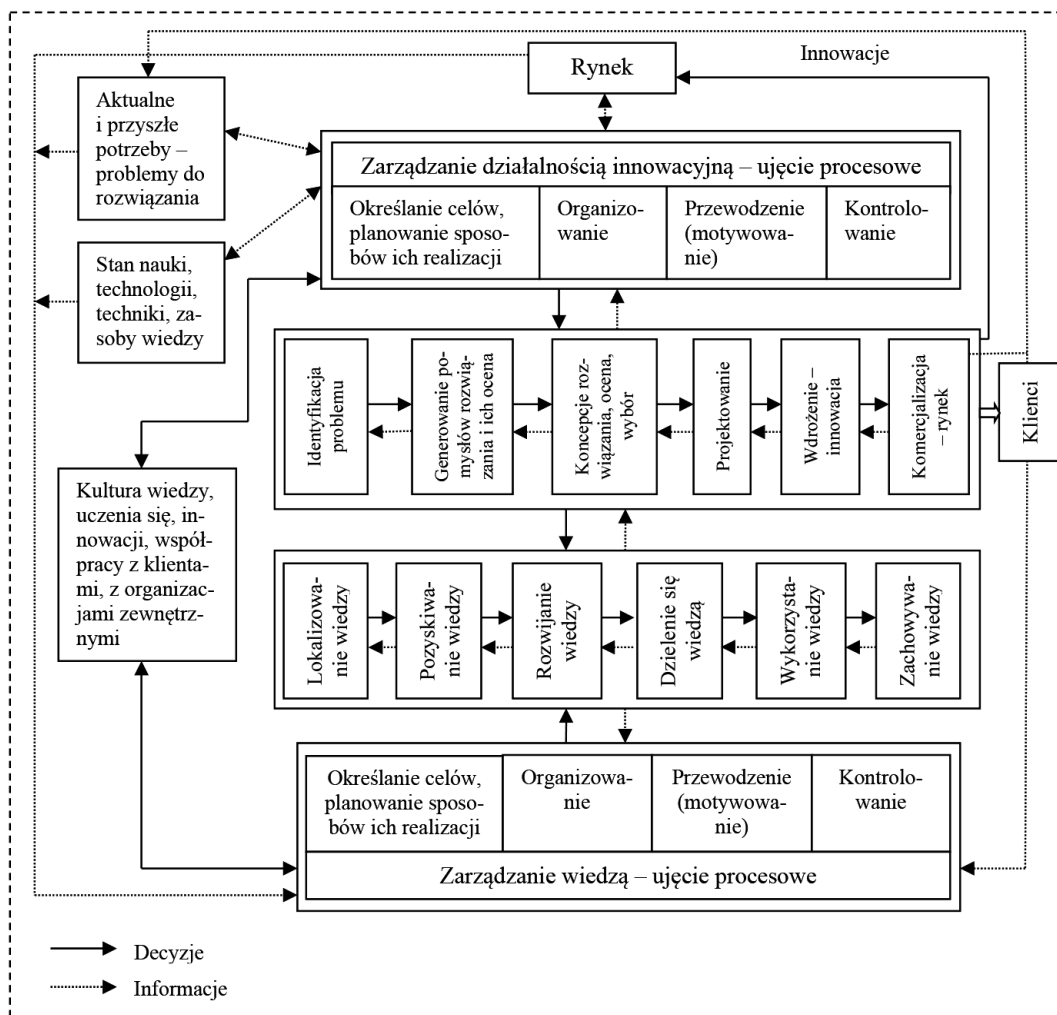 Innowacje
Rynek
Aktualne
i przyszłe
potrzeby –
problemy do
rozwiązania
Zarządzanie działalnością innowacyjną – ujęcie procesowe
Określanie celów,
planowanie sposo-
bów ich realizacji
Organizo-
wanie
Przewodzenie
(motywowa-
nie)
Kontrolo-
wanie
Stan nauki,
technologii,
techniki, za-
soby wiedzy
Identyfikacja
problemu
Generowanie po-
mysłów rozwią-
zania i ich ocena
Koncepcje roz-
wiązania, ocena,
wybór
Projektowanie
Wdrożenie –
innowacja
Komercjalizacja
– rynek
Klienci
Kultura wiedzy,
uczenia się, in-
nowacji, współ-
pracy z klienta-
mi, z organizac-
jami zewnętrz-
nymi
Lokalizowa-
nie wiedzy
Pozyskiwa-
nie wiedzy
Rozwijanie
wiedzy
Dzielenie się
wiedzą
Wykorzysta-
nie wiedzy
Zachowywa-
nie wiedzy
Określanie celów,
planowanie sposo-
bów ich realizacji
Organizowa-
nie
Przewodzenie
(motywowa-
nie)
Kontrolo-
wanie
Zarządzanie wiedzą – ujęcie procesowe
Decyzje
Informacje